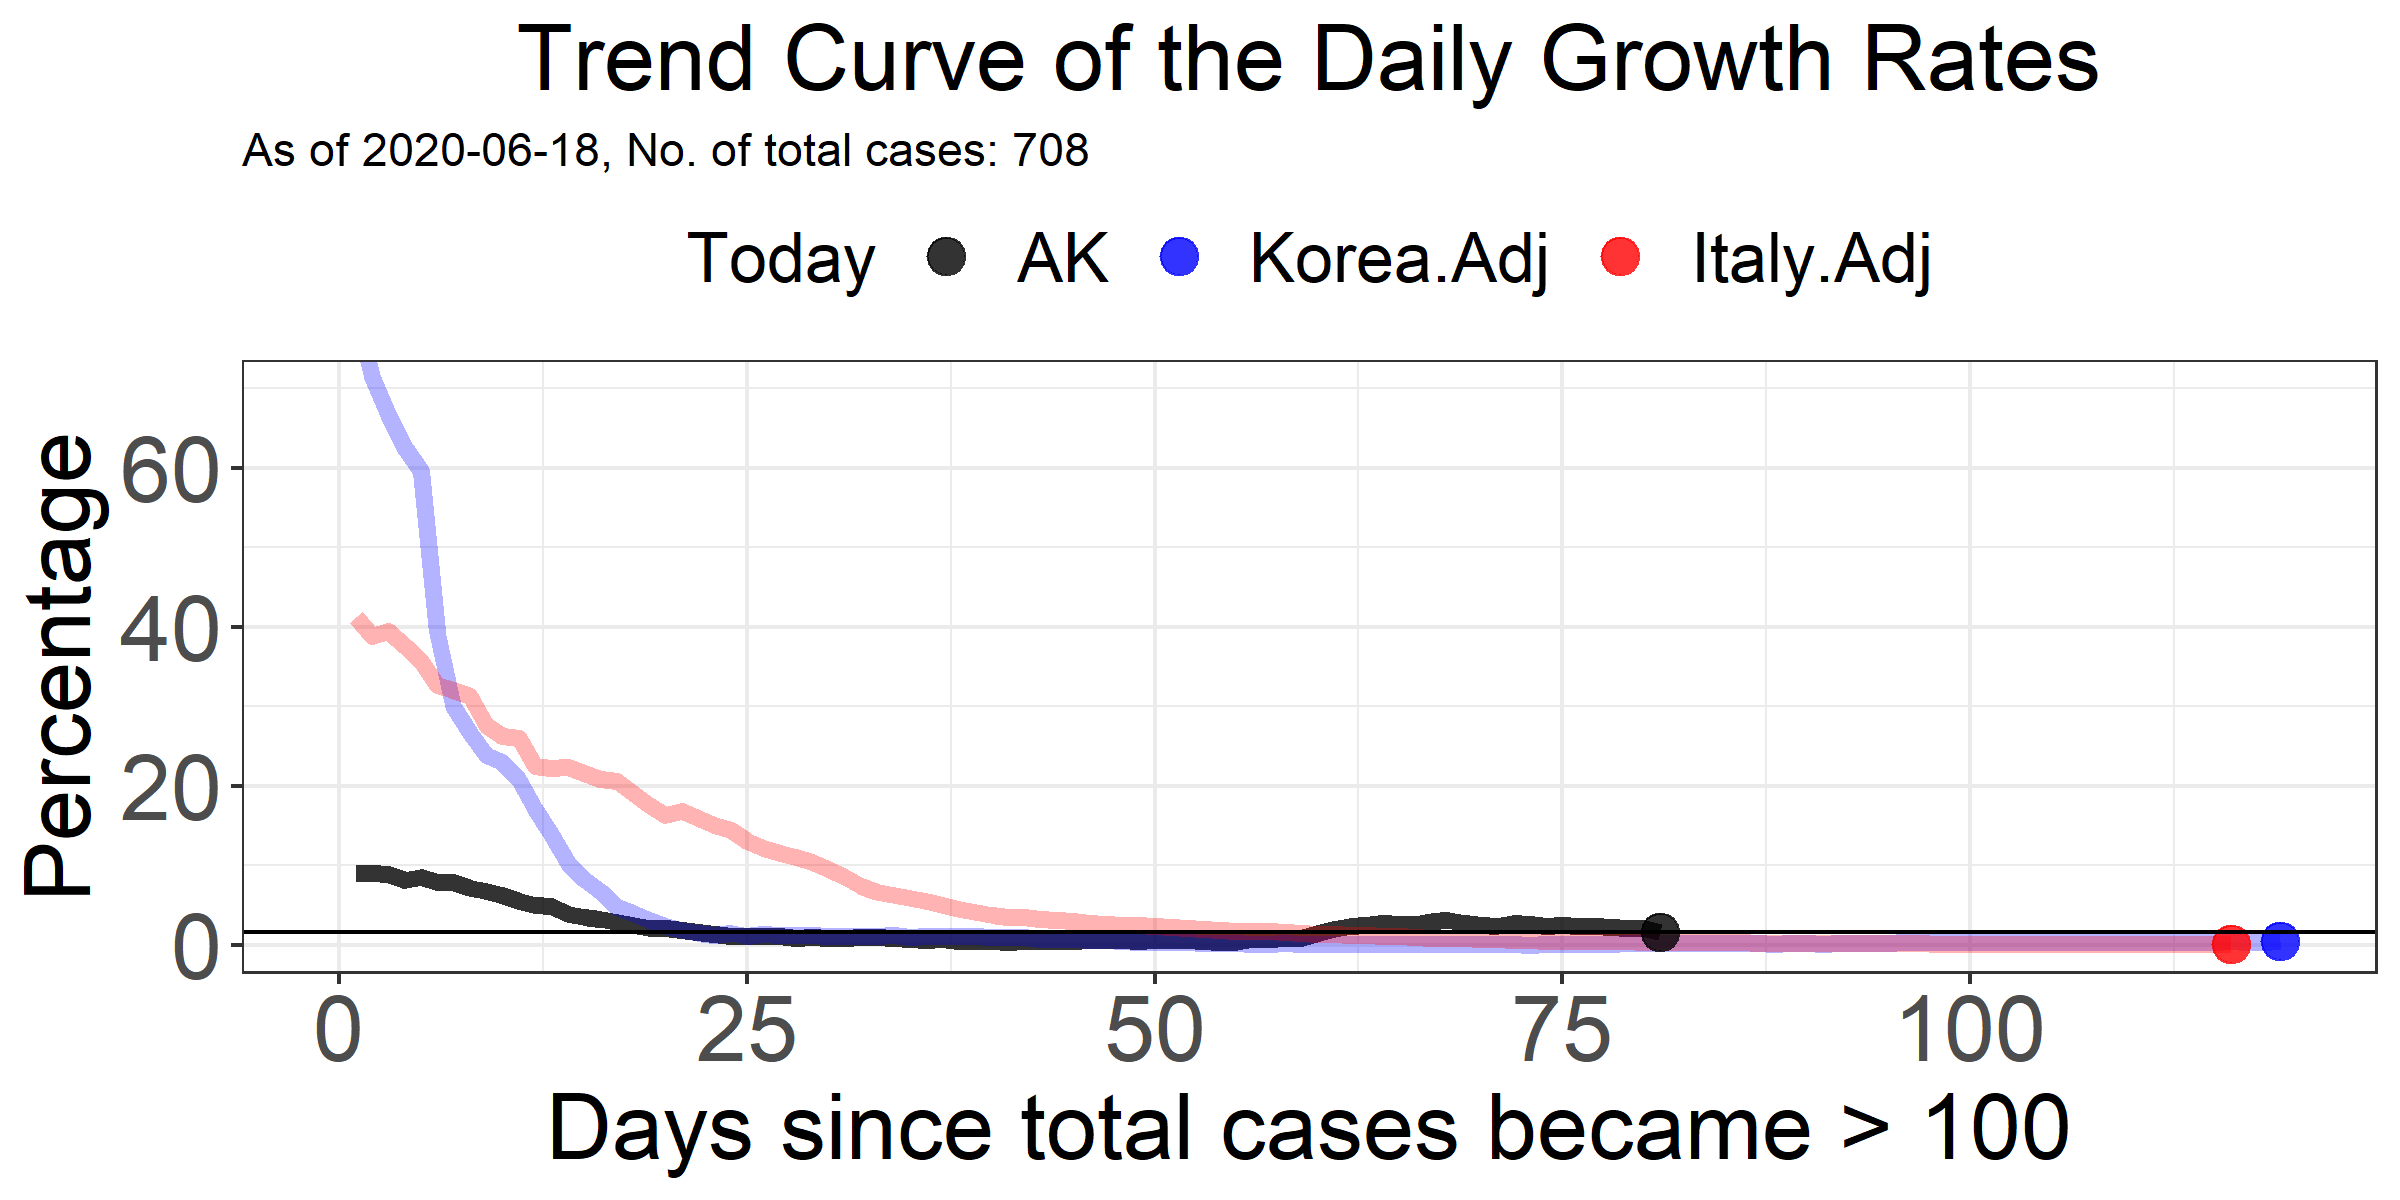 Trend Curve of the Daily Growth Rates
As of 2020-06-18, No. of total cases: 708
Today AK Korea.Adj Italy.Adj
Percentage
60
40
20
0
0 25 50 75 100
Days since total cases became > 100